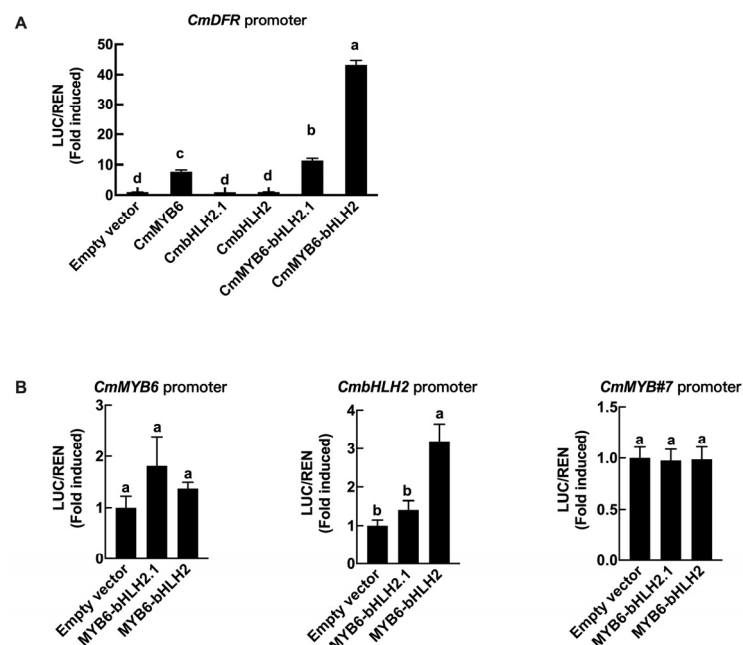 A
CmDFR promoter
LUC/REN
(Fold induced)
50
40
30
20
10
0
d
c
d
d
b
a
Empty vector
CmMYB6
CmbHLH2.1
CmbHLH2
CmMYB6-bHLH2.1
CmMYB6-bHLH2
B
CmMYB6 promoter
LUC/REN
(Fold induced)
3
2
1
0
a
a
a
Empty vector
MYB6-bHLH2.1
MYB6-bHLH2
CmbHLH2 promoter
LUC/REN
(Fold induced)
4
3
2
1
0
b
b
a
Empty vector
MYB6-bHLH2.1
MYB6-bHLH2
CmMYB#7 promoter
LUC/REN
(Fold induced)
1.5
1.0
0.5
0.0
a
a
a
Empty vector
MYB6-bHLH2.1
MYB6-bHLH2